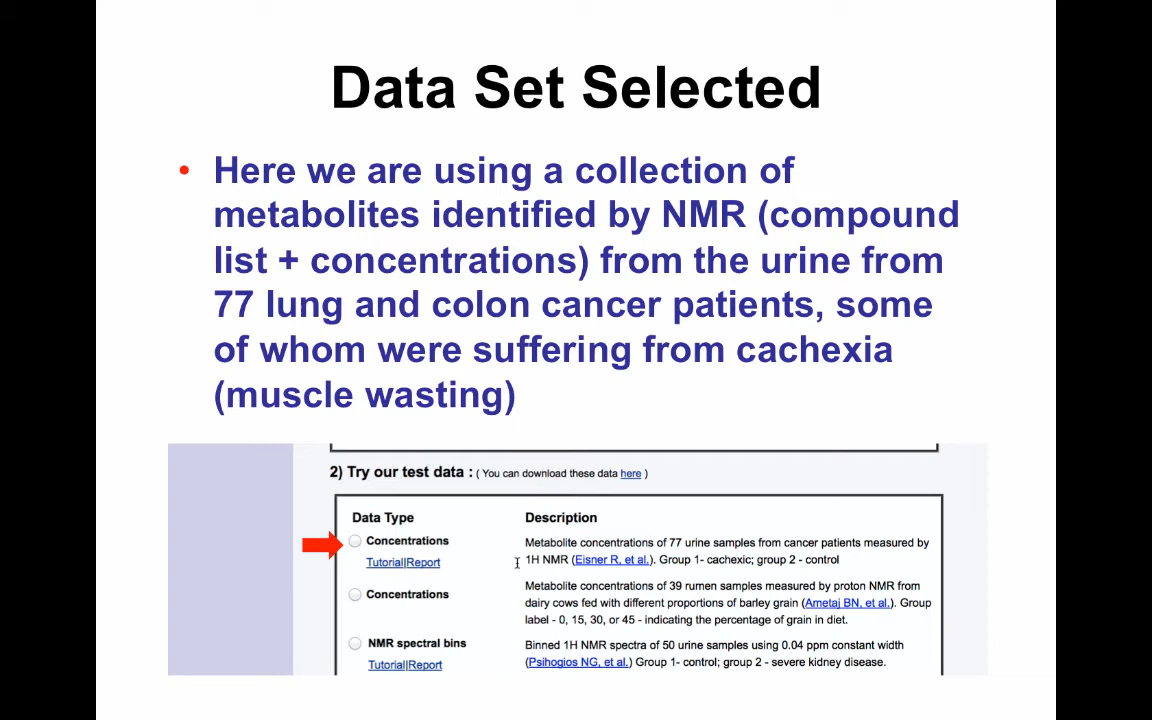 Data Set Selected
• Here we are using a collection of
metabolites identified by NMR (compound
list + concentrations) from the urine from
77 lung and colon cancer patients, some
of whom were suffering from cachexia
(muscle wasting)
2) Try our test data : ( You can download these data here )
Data Type Description
Concentrations Metabolite concentrations of 77 urine samples from cancer patients measured by
Tutorial|Report 1H NMR (Eisner R, et al.). Group 1- cachexic; group 2 - control
Metabolite concentrations of 39 rumen samples measured by proton NMR from
Concentrations dairy cows fed with different proportions of barley grain (Ametaj BN, et al.). Group
label - 0, 15, 30, or 45 - indicating the percentage of grain in diet.
NMR spectral bins Binned 1H NMR spectra of 50 urine samples using 0.04 ppm constant width
Tutorial|Report (Psihogios NG, et al.) Group 1- control; group 2 - severe kidney disease.